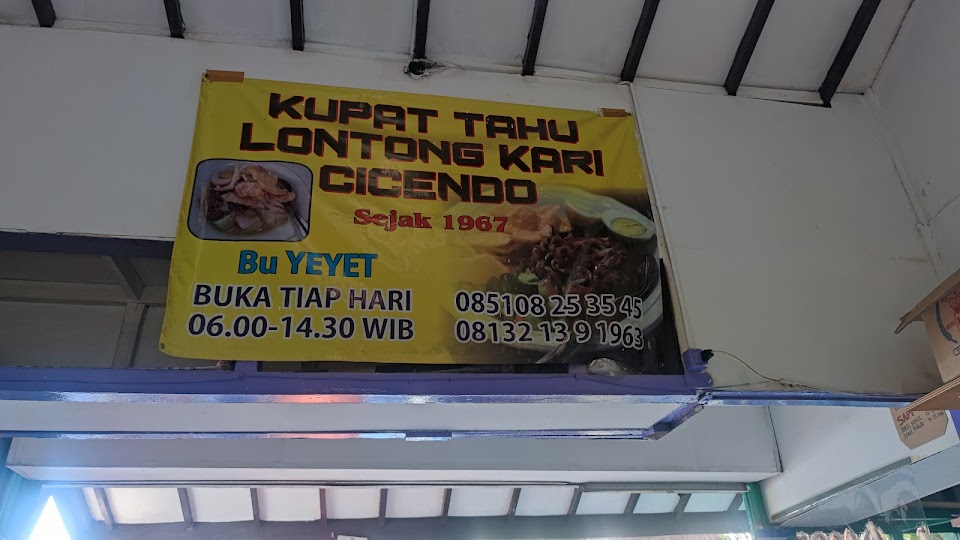 KUPAT TAHU
LONTONG KARI
CICENDO
Sejak 1967
Bu YEYET
BUKA TIAP HARI
06.00-14.30 WIB
085108 25 35 45
08132 13 9 1963
SAPI